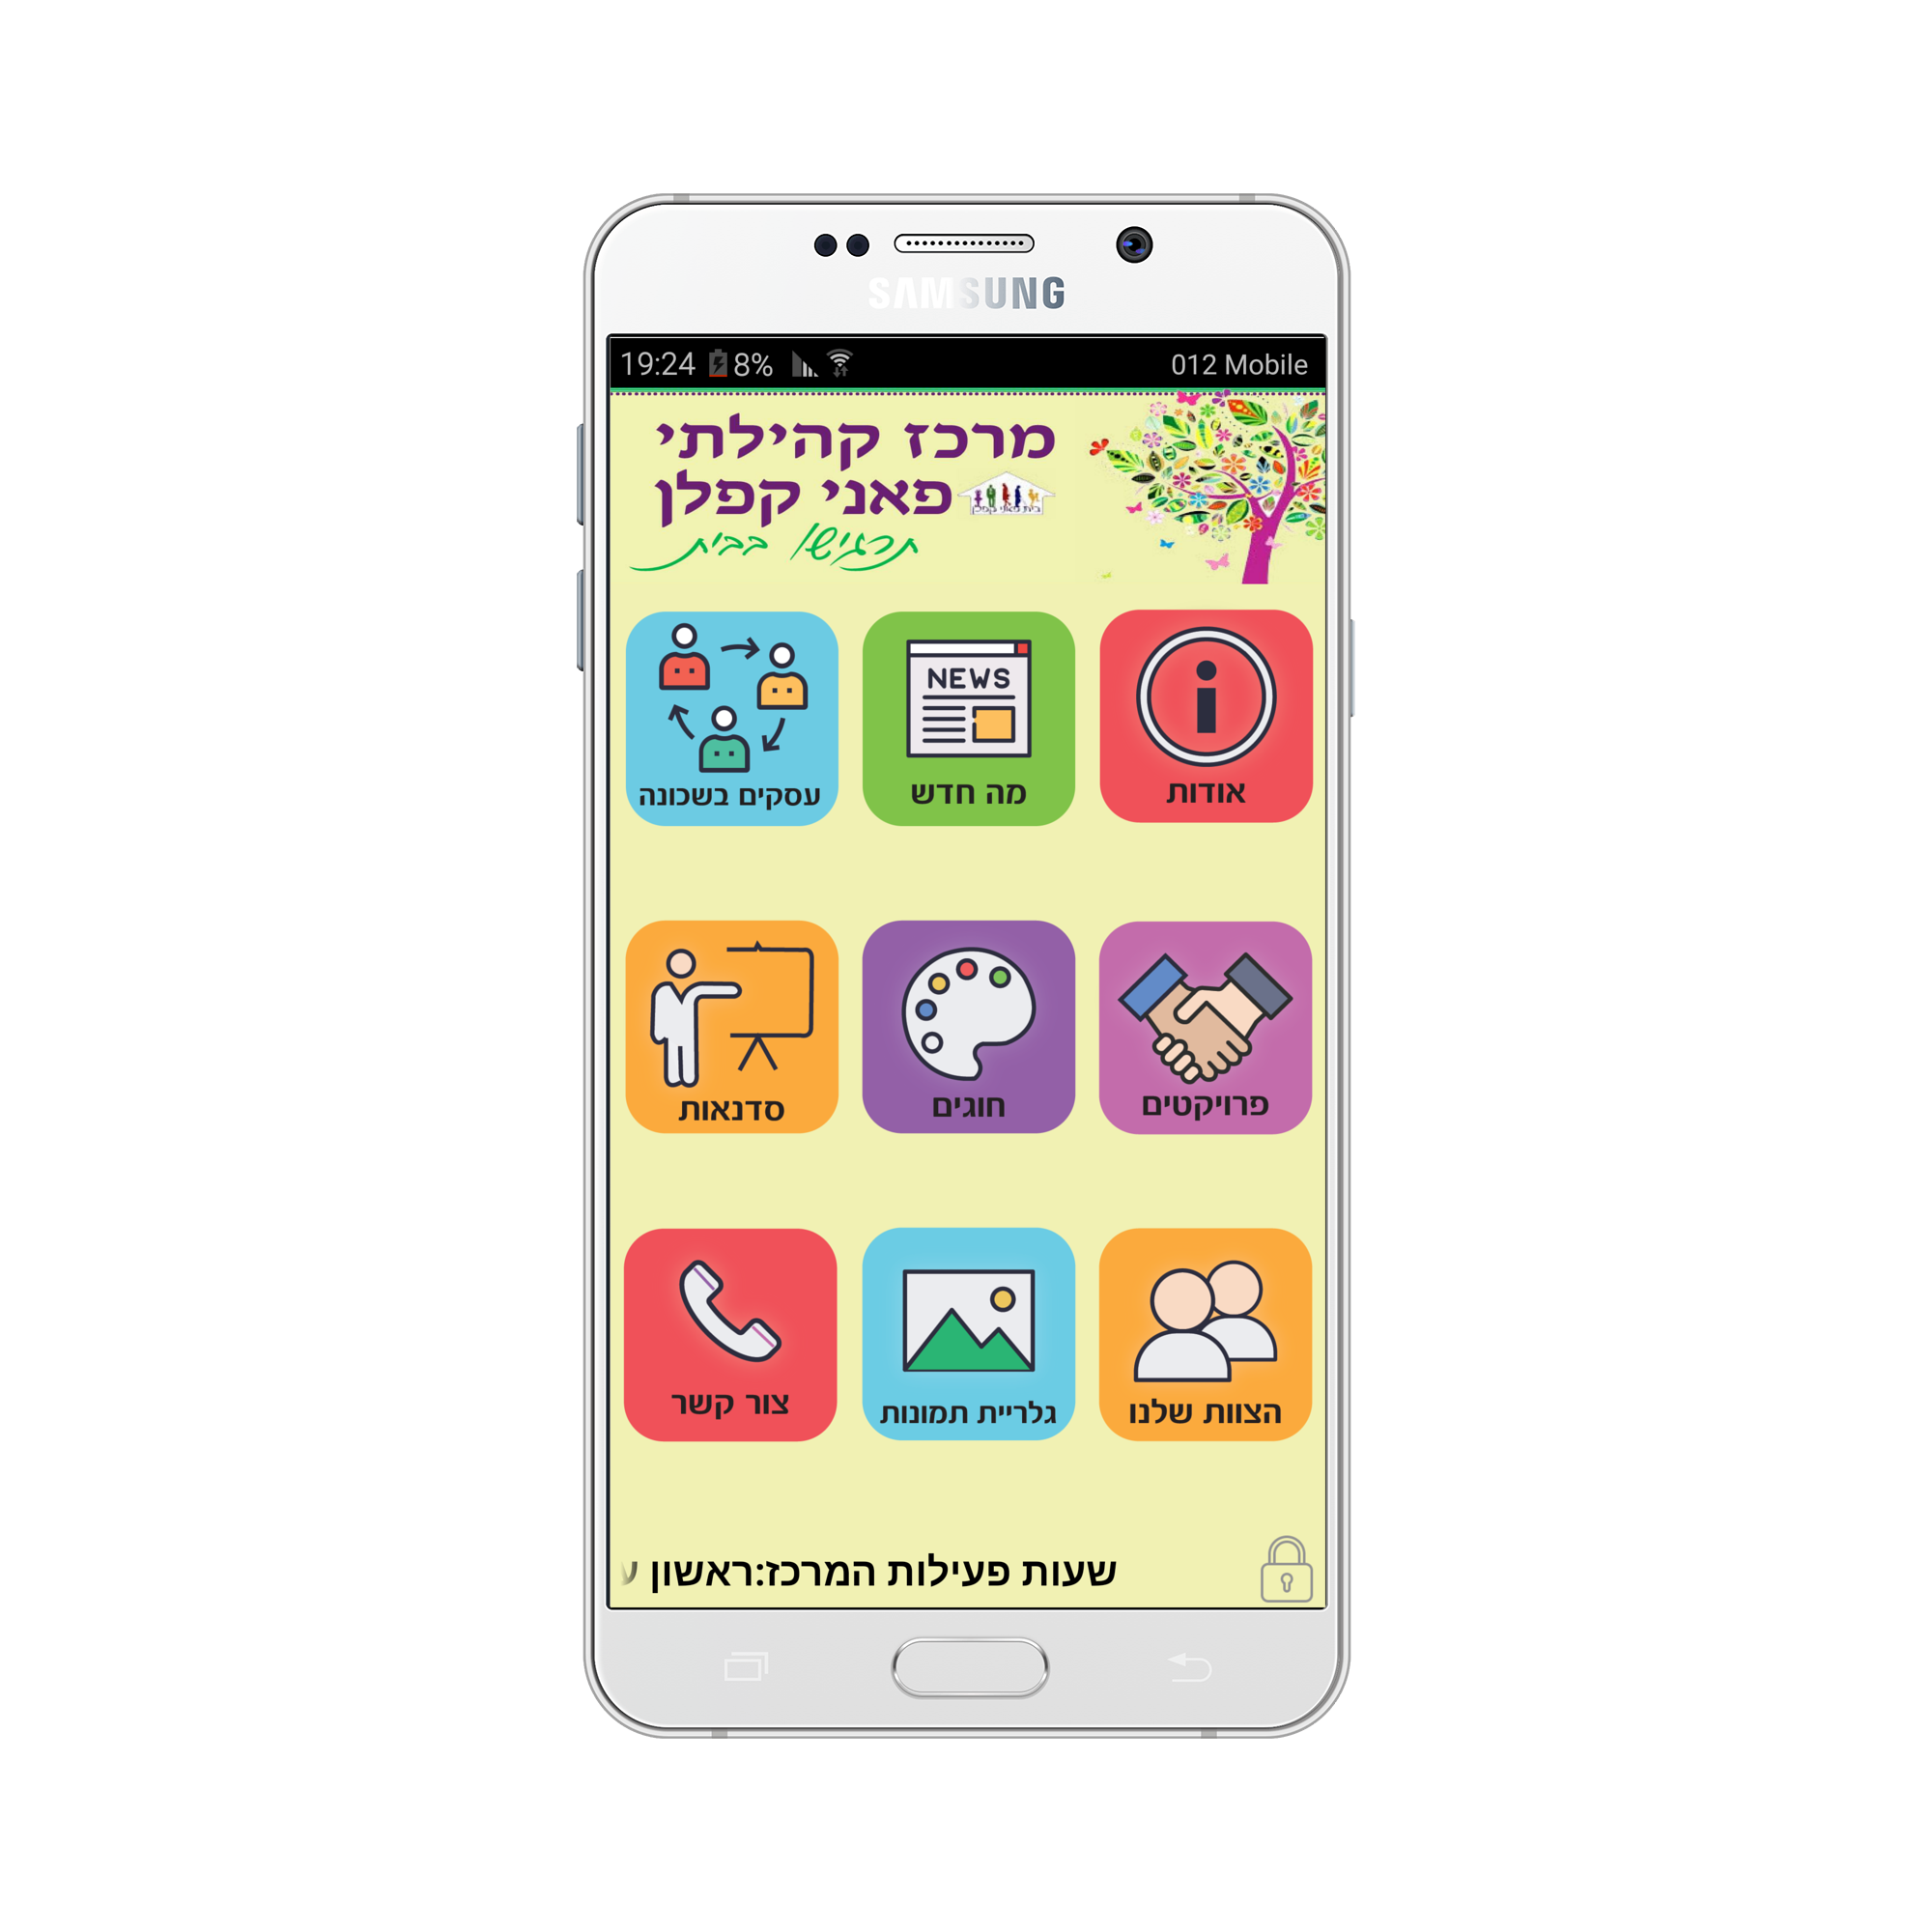 SAMSUNG
19:24 8% 012 Mobile
מרכז קהילתי
פאני קפלן
בית פאני קפלן
תרגישו בבית
אודות
NEWS
מה חדש
עסקים בשכונה
פרויקטים
חוגים
סדנאות
הצוות שלנו
גלריית תמונות
צור קשר
שעות פעילות המרכז:ראשון